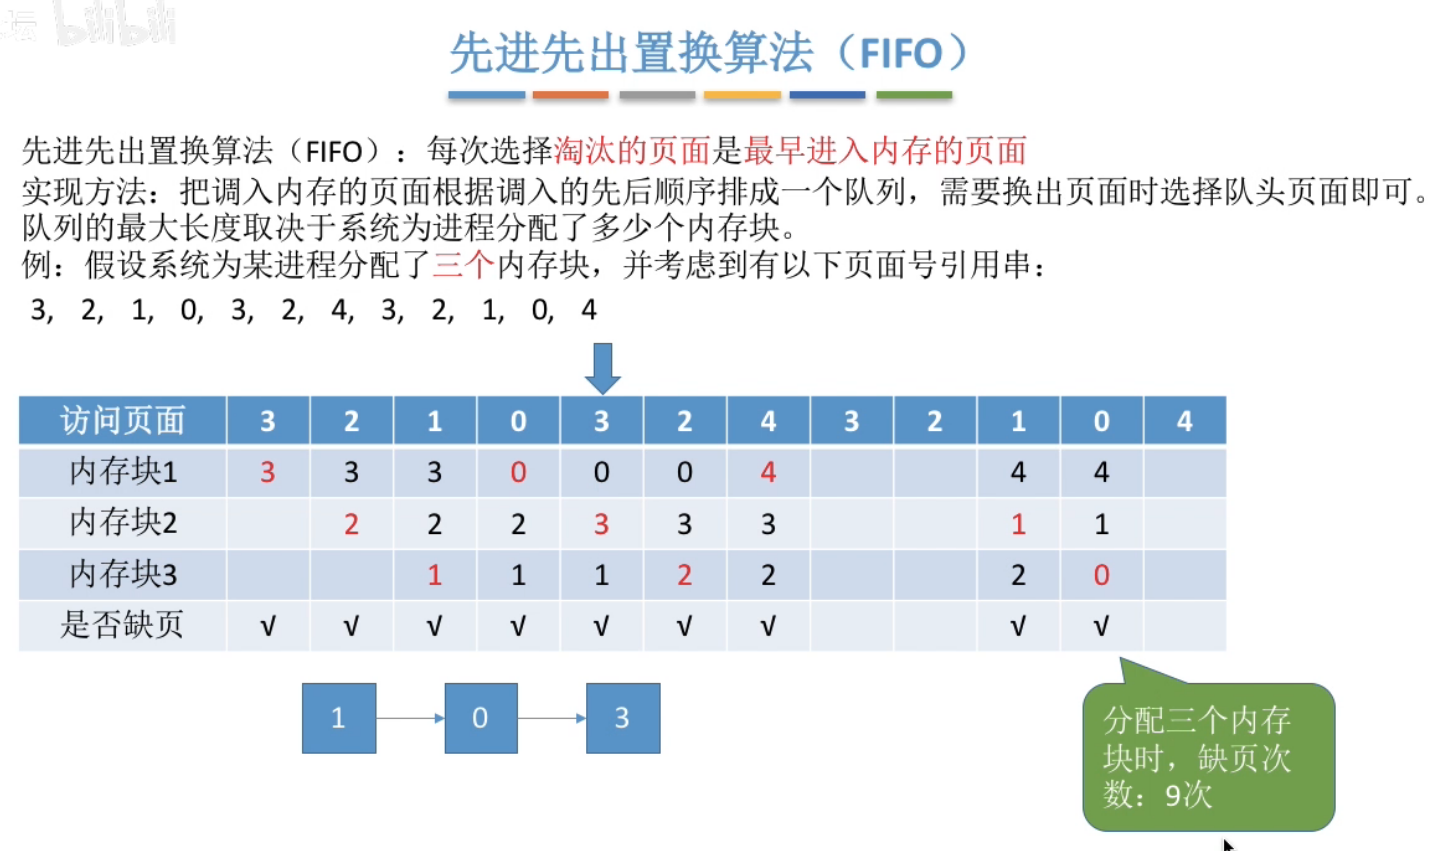 坛 bilibili
先进先出置换算法（FIFO）
先进先出置换算法（FIFO）：每次选择淘汰的页面是最早进入内存的页面
实现方法：把调入内存的页面根据调入的先后顺序排成一个队列，需要换出页面时选择队头页面即可。
队列的最大长度取决于系统为进程分配了多少个内存块。
例：假设系统为某进程分配了三个内存块，并考虑到有以下页面号引用串：
3, 2, 1, 0, 3, 2, 4, 3, 2, 1, 0, 4
访问页面 3 2 1 0 3 2 4 3 2 1 0 4
内存块1 3 3 3 0 0 0 4 4 4
内存块2 2 2 2 3 3 3 1 1
内存块3 1 1 1 2 2 2 0
是否缺页 √ √ √ √ √ √ √ √ √
1 0 3
分配三个内存
块时，缺页次
数：9次